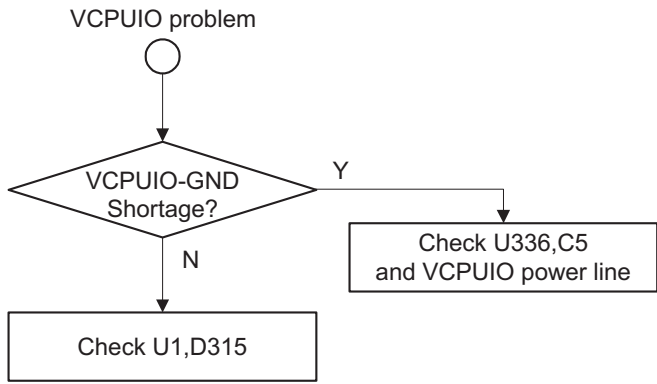 VCPUIO problem
VCPUIO-GND
Shortage?
Y
N
Check U336,C5
and VCPUIO power line
Check U1,D315